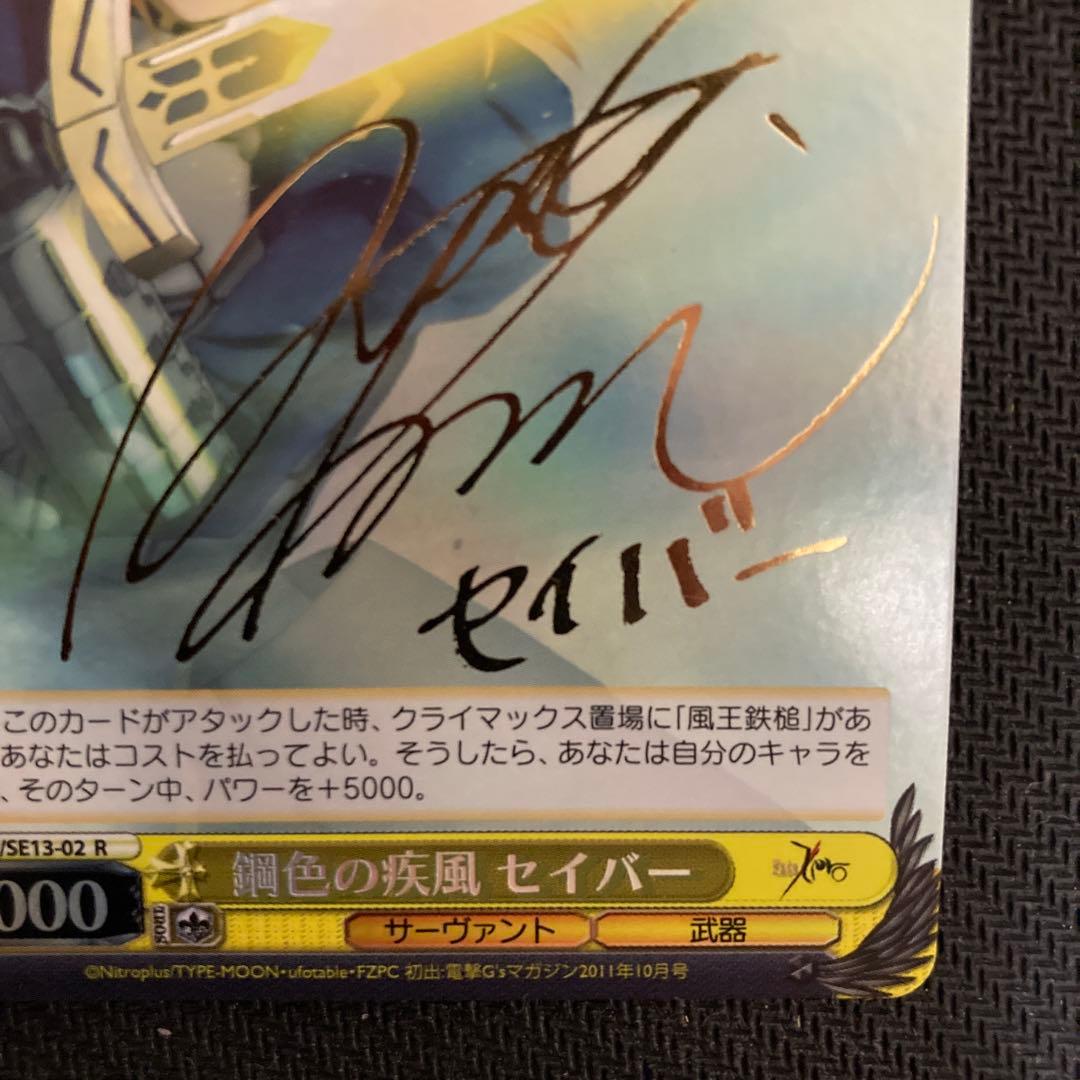 セイバー
このカードがアタックした時、クライマックス置場に「風王鉄槌」があ
あなたはコストを払ってよい。そうしたら、あなたは自分のキャラを
、そのターン中、パワーを＋5000。
/SE13-02 R
鋼色の疾風 セイバー
000
サーヴァント 武器
©Nitroplus/TYPE-MOON・ufotable・FZPC 初出:電撃G'sマガジン2011年10月号